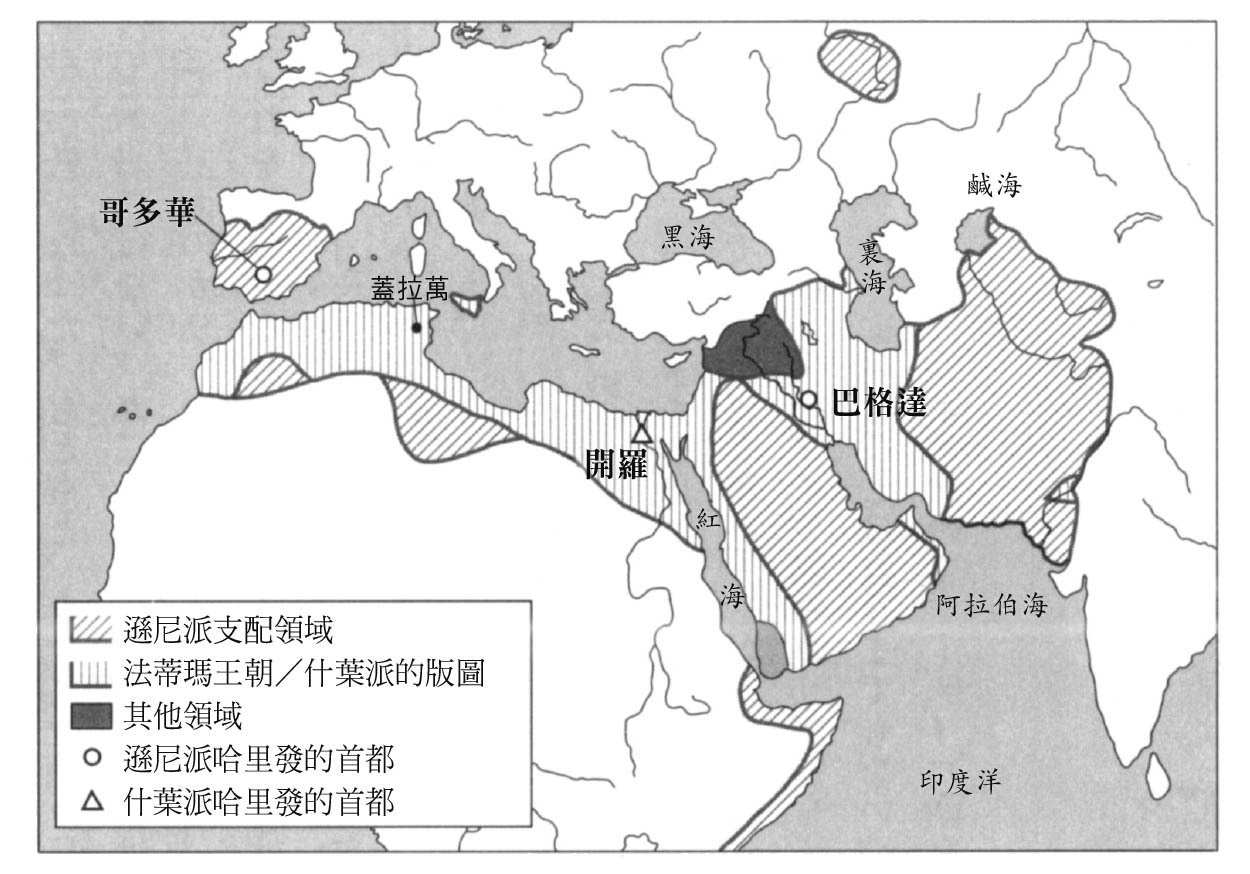 鹹海
哥多華
黑海
裏海
蓋拉萬
巴格達
開羅
紅海
阿拉伯海
遜尼派支配領域
法蒂瑪王朝／什葉派的版圖
其他領域
遜尼派哈里發的首都
什葉派哈里發的首都
印度洋